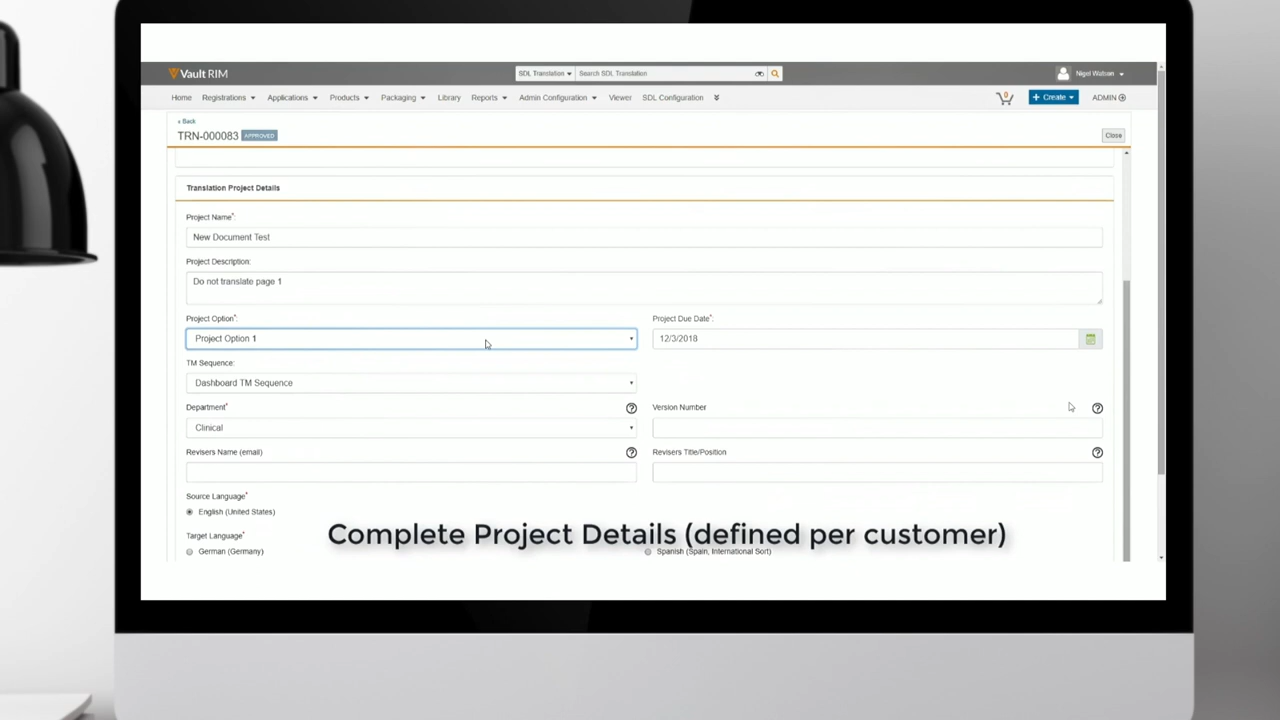 Vault RIM
SDL Translation
Search SDL Translation
Nigel Watson
Home Registrations Applications Products Packaging Library Reports Admin Configuration Viewer SDL Configuration
0
+ Create
ADMIN
Back
TRN-000083 APPROVED
Close
Translation Project Details
Project Name*:
New Document Test
Project Description:
Do not translate page 1
Project Option*: Project Due Date*:
Project Option 1 12/3/2018
TM Sequence:
Dashboard TM Sequence
Department* Version Number
Clinical
Revisers Name (email) Revisers Title/Position
Source Language*
English (United States)
Complete Project Details (defined per customer)
Target Language*
German (Germany) Spanish (Spain, International Sort)